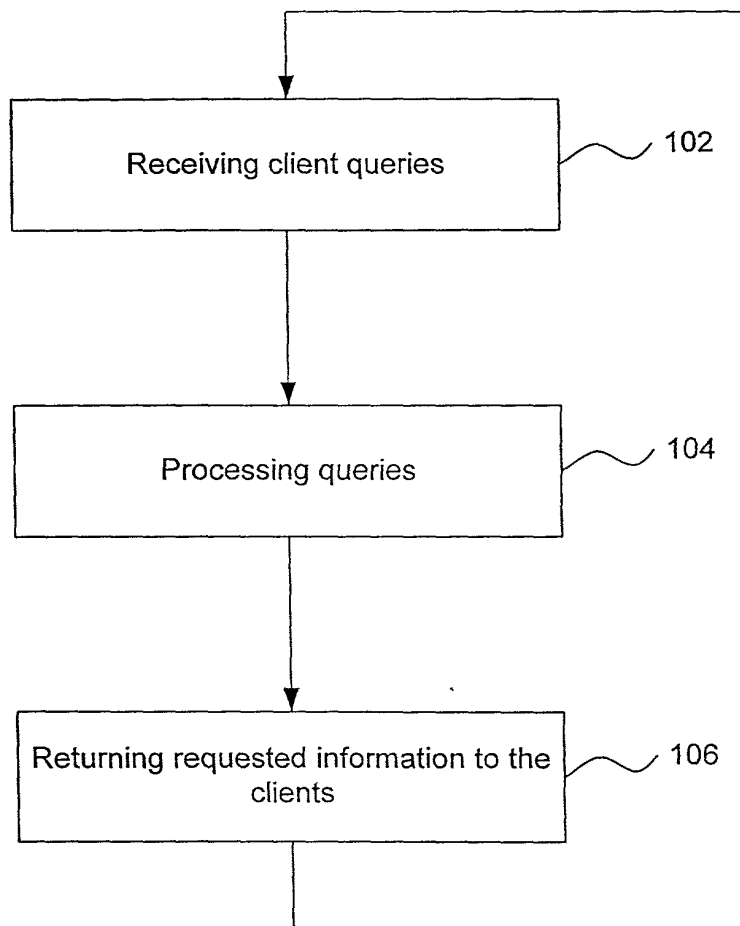 Receiving client queries
102
Processing queries
104
Returning requested information to the
clients
106